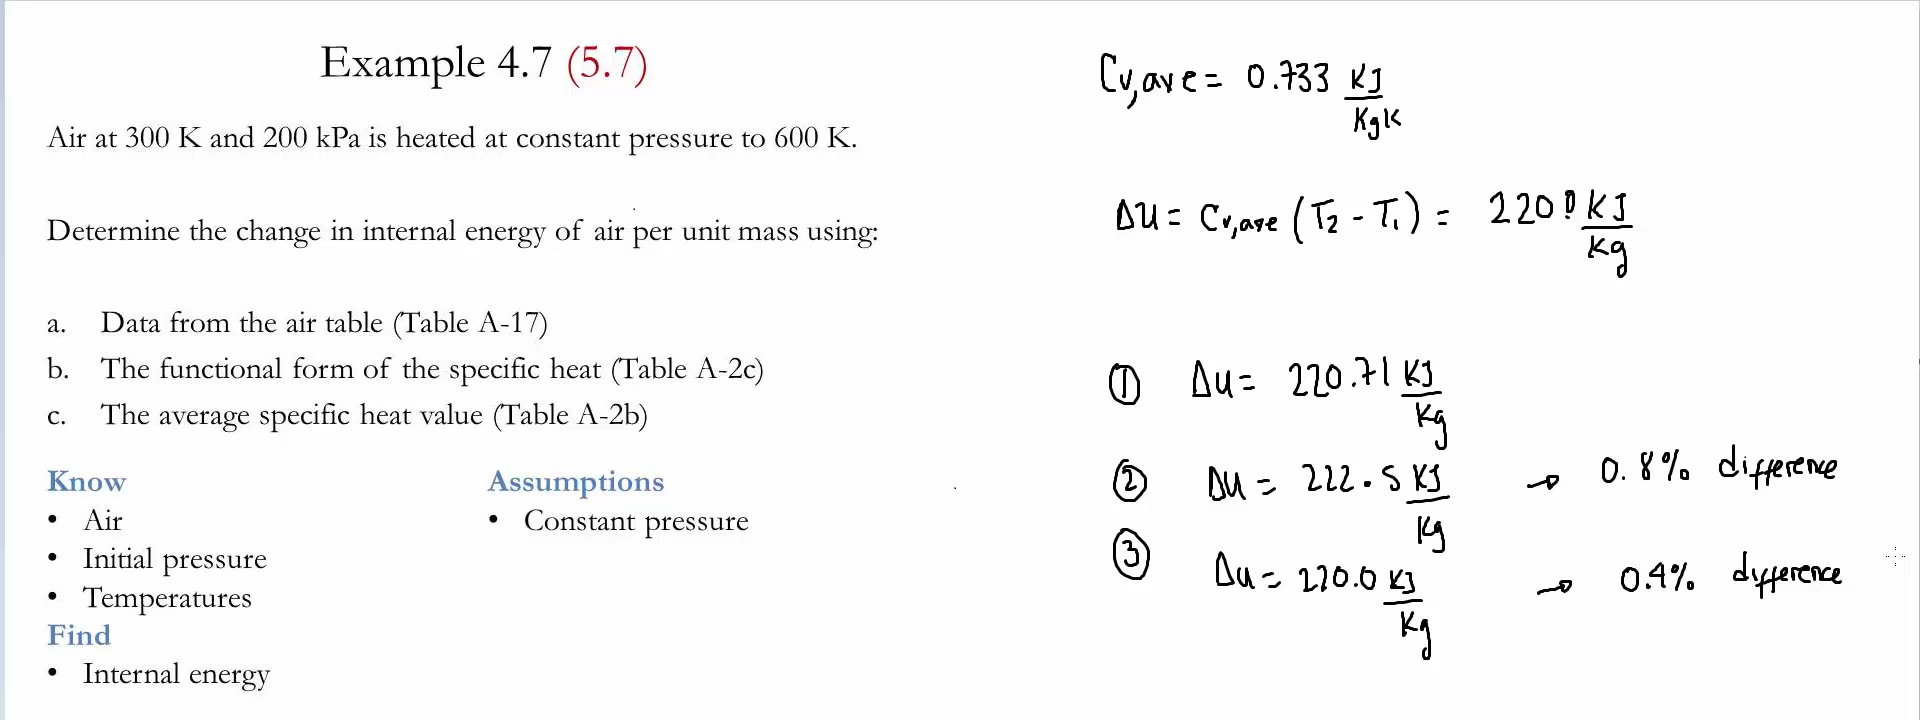 Example 4.7 (5.7)
Air at 300 K and 200 kPa is heated at constant pressure to 600 K.
Determine the change in internal energy of air per unit mass using:
a. Data from the air table (Table A-17)
b. The functional form of the specific heat (Table A-2c)
c. The average specific heat value (Table A-2b)
Know
• Air
• Initial pressure
• Temperatures
Find
• Internal energy
Assumptions
• Constant pressure
Cv,ave = 0.733 KJ/KgK
Δu = Cv,ave (T2 - T1) = 220 KJ/Kg
① Δu = 220.71 KJ/Kg
② Δu = 222.5 KJ/Kg → 0.8% difference
③ Δu = 220.0 KJ/Kg → 0.4% difference